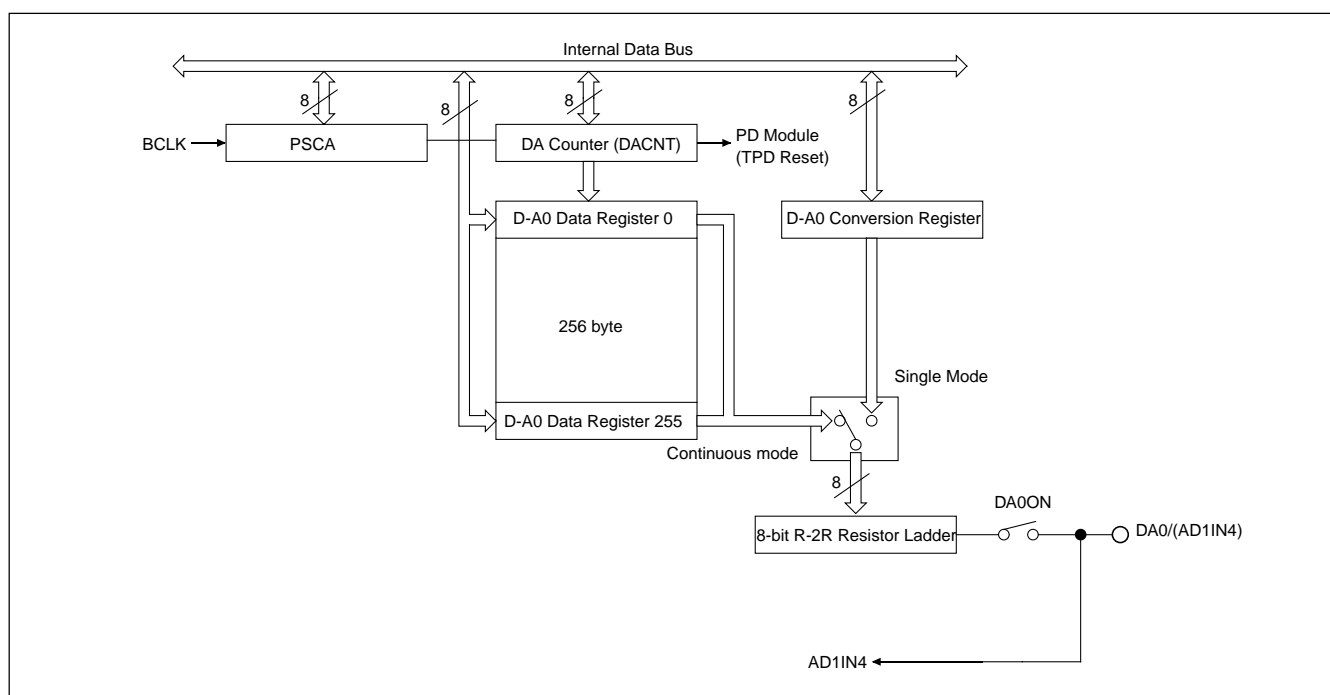 Internal Data Bus
8
8
8
8
BCLK
PSCA
DA Counter (DACNT)
PD Module
(TPD Reset)
D-A0 Data Register 0
D-A0 Conversion Register
256 byte
Single Mode
D-A0 Data Register 255
Continuous mode
8
DA0ON
8-bit R-2R Resistor Ladder
DA0/(AD1IN4)
AD1IN4